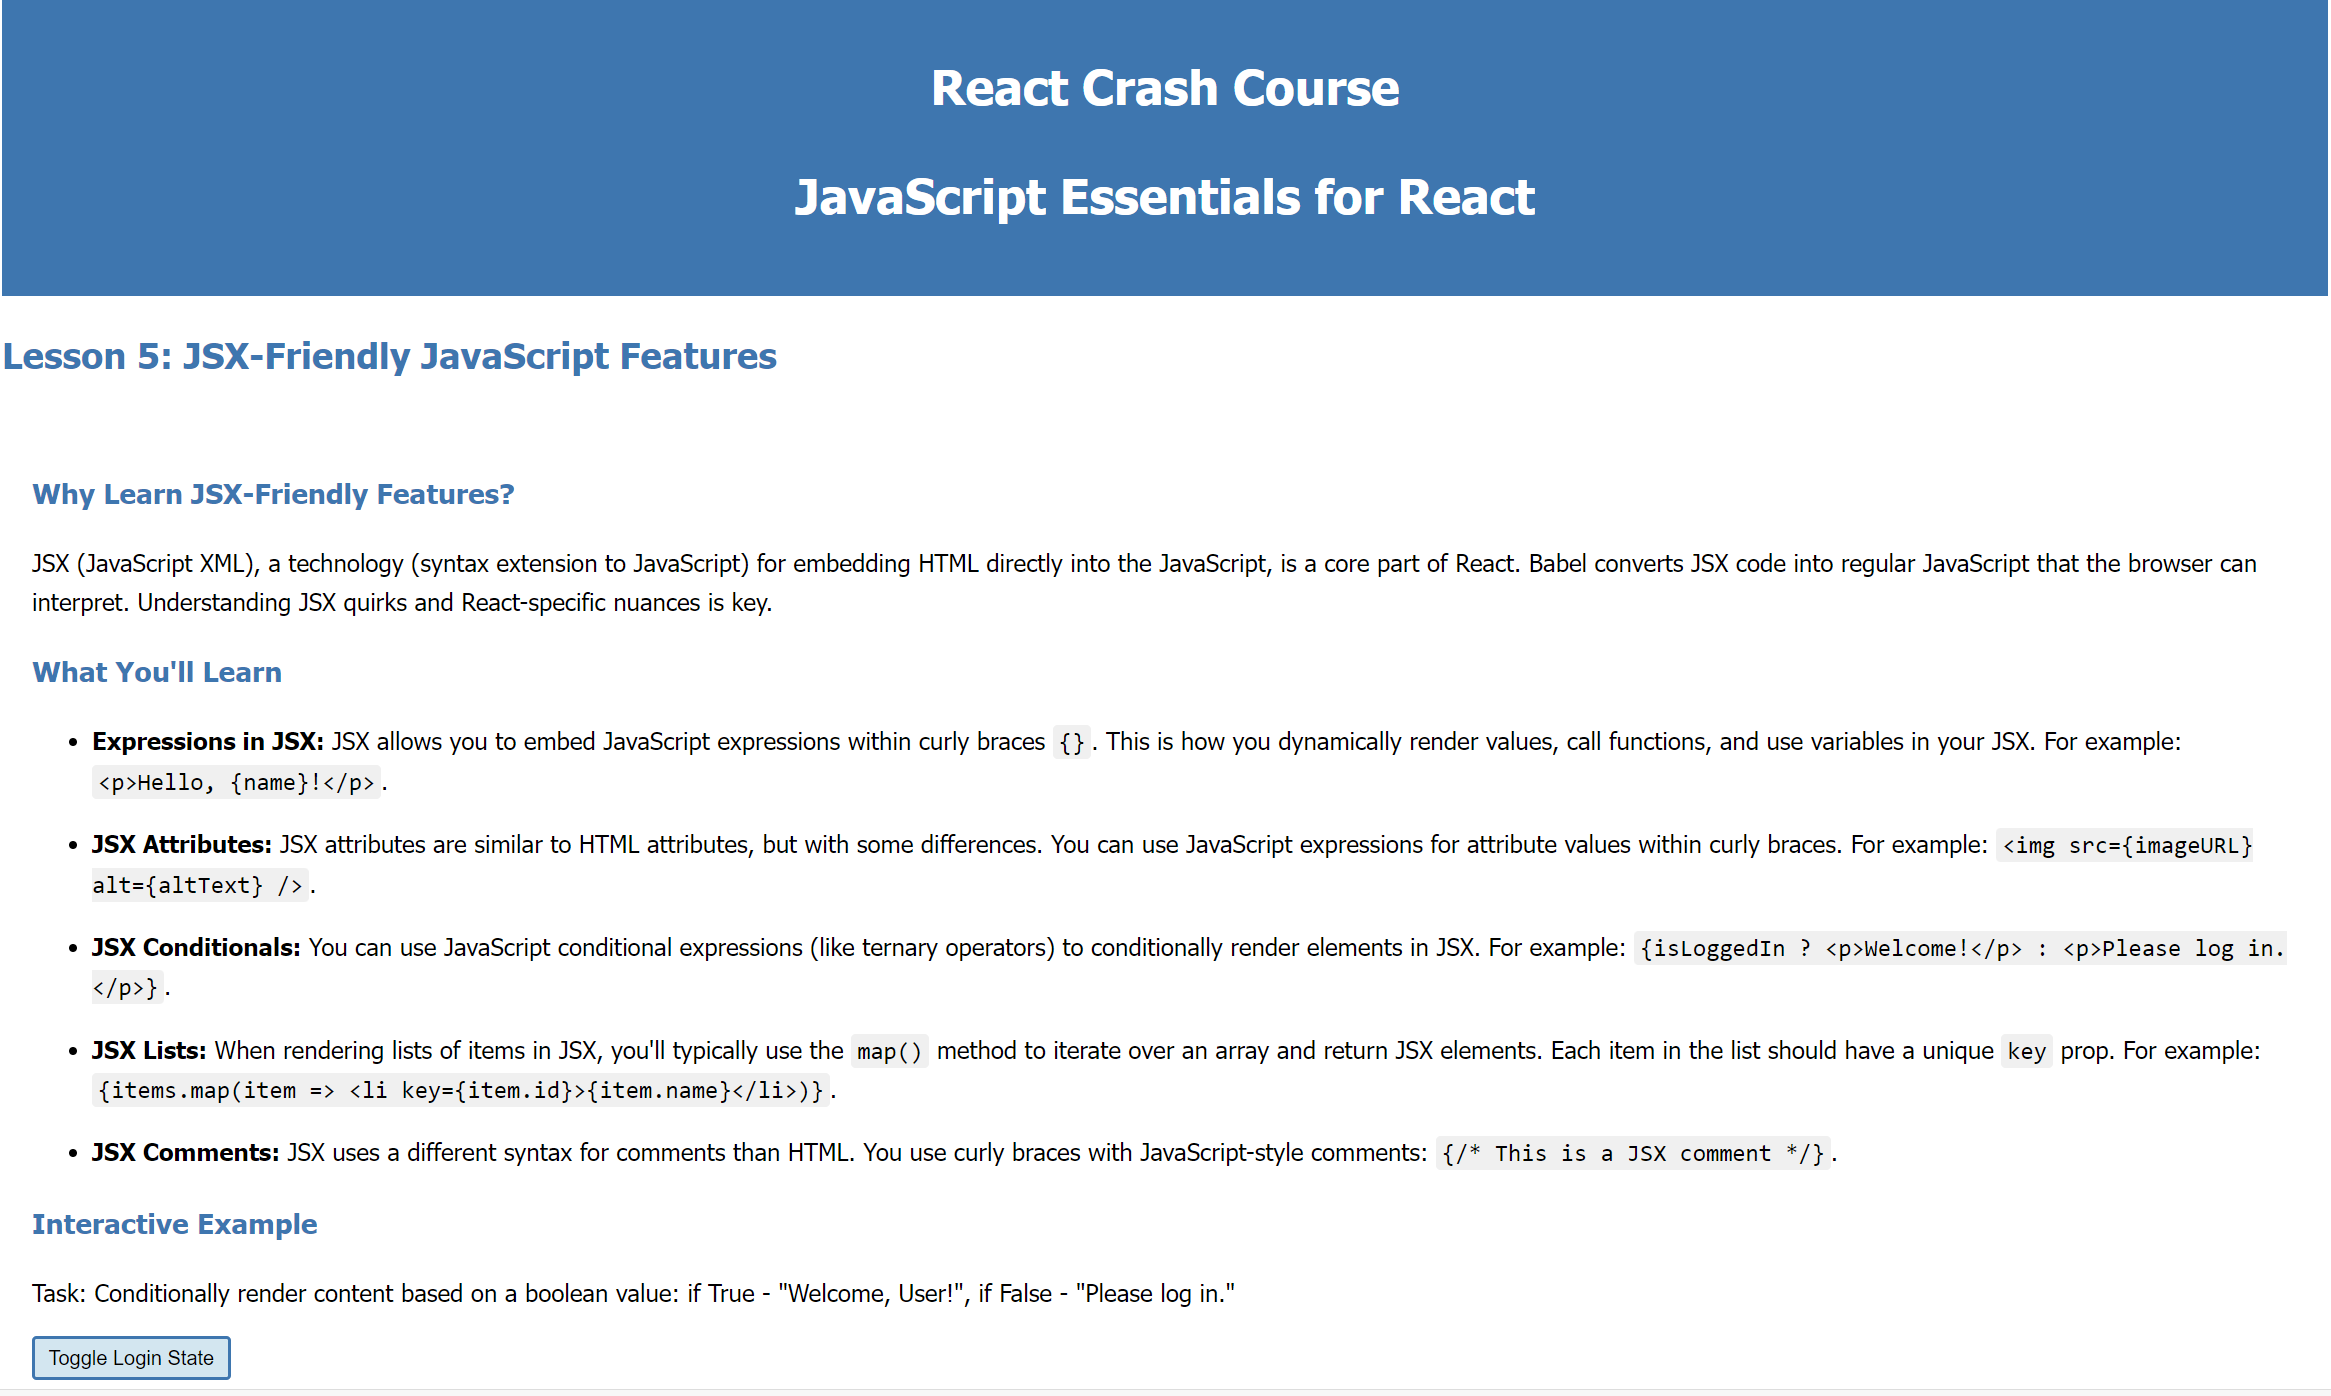 React Crash Course
JavaScript Essentials for React
Lesson 5: JSX-Friendly JavaScript Features
Why Learn JSX-Friendly Features?
JSX (JavaScript XML), a technology (syntax extension to JavaScript) for embedding HTML directly into the JavaScript, is a core part of React. Babel converts JSX code into regular JavaScript that the browser can
interpret. Understanding JSX quirks and React-specific nuances is key.
What You'll Learn
• Expressions in JSX: JSX allows you to embed JavaScript expressions within curly braces {}. This is how you dynamically render values, call functions, and use variables in your JSX. For example:
<p>Hello, {name}!</p>.
• JSX Attributes: JSX attributes are similar to HTML attributes, but with some differences. You can use JavaScript expressions for attribute values within curly braces. For example: <img src={imageURL}
alt={altText} />.
• JSX Conditionals: You can use JavaScript conditional expressions (like ternary operators) to conditionally render elements in JSX. For example: {isLoggedIn ? <p>Welcome!</p> : <p>Please log in.
</p>}.
• JSX Lists: When rendering lists of items in JSX, you'll typically use the map() method to iterate over an array and return JSX elements. Each item in the list should have a unique key prop. For example:
{items.map(item => <li key={item.id}>{item.name}</li>)}.
• JSX Comments: JSX uses a different syntax for comments than HTML. You use curly braces with JavaScript-style comments: {/* This is a JSX comment */}.
Interactive Example
Task: Conditionally render content based on a boolean value: if True - "Welcome, User!", if False - "Please log in."
Toggle Login State